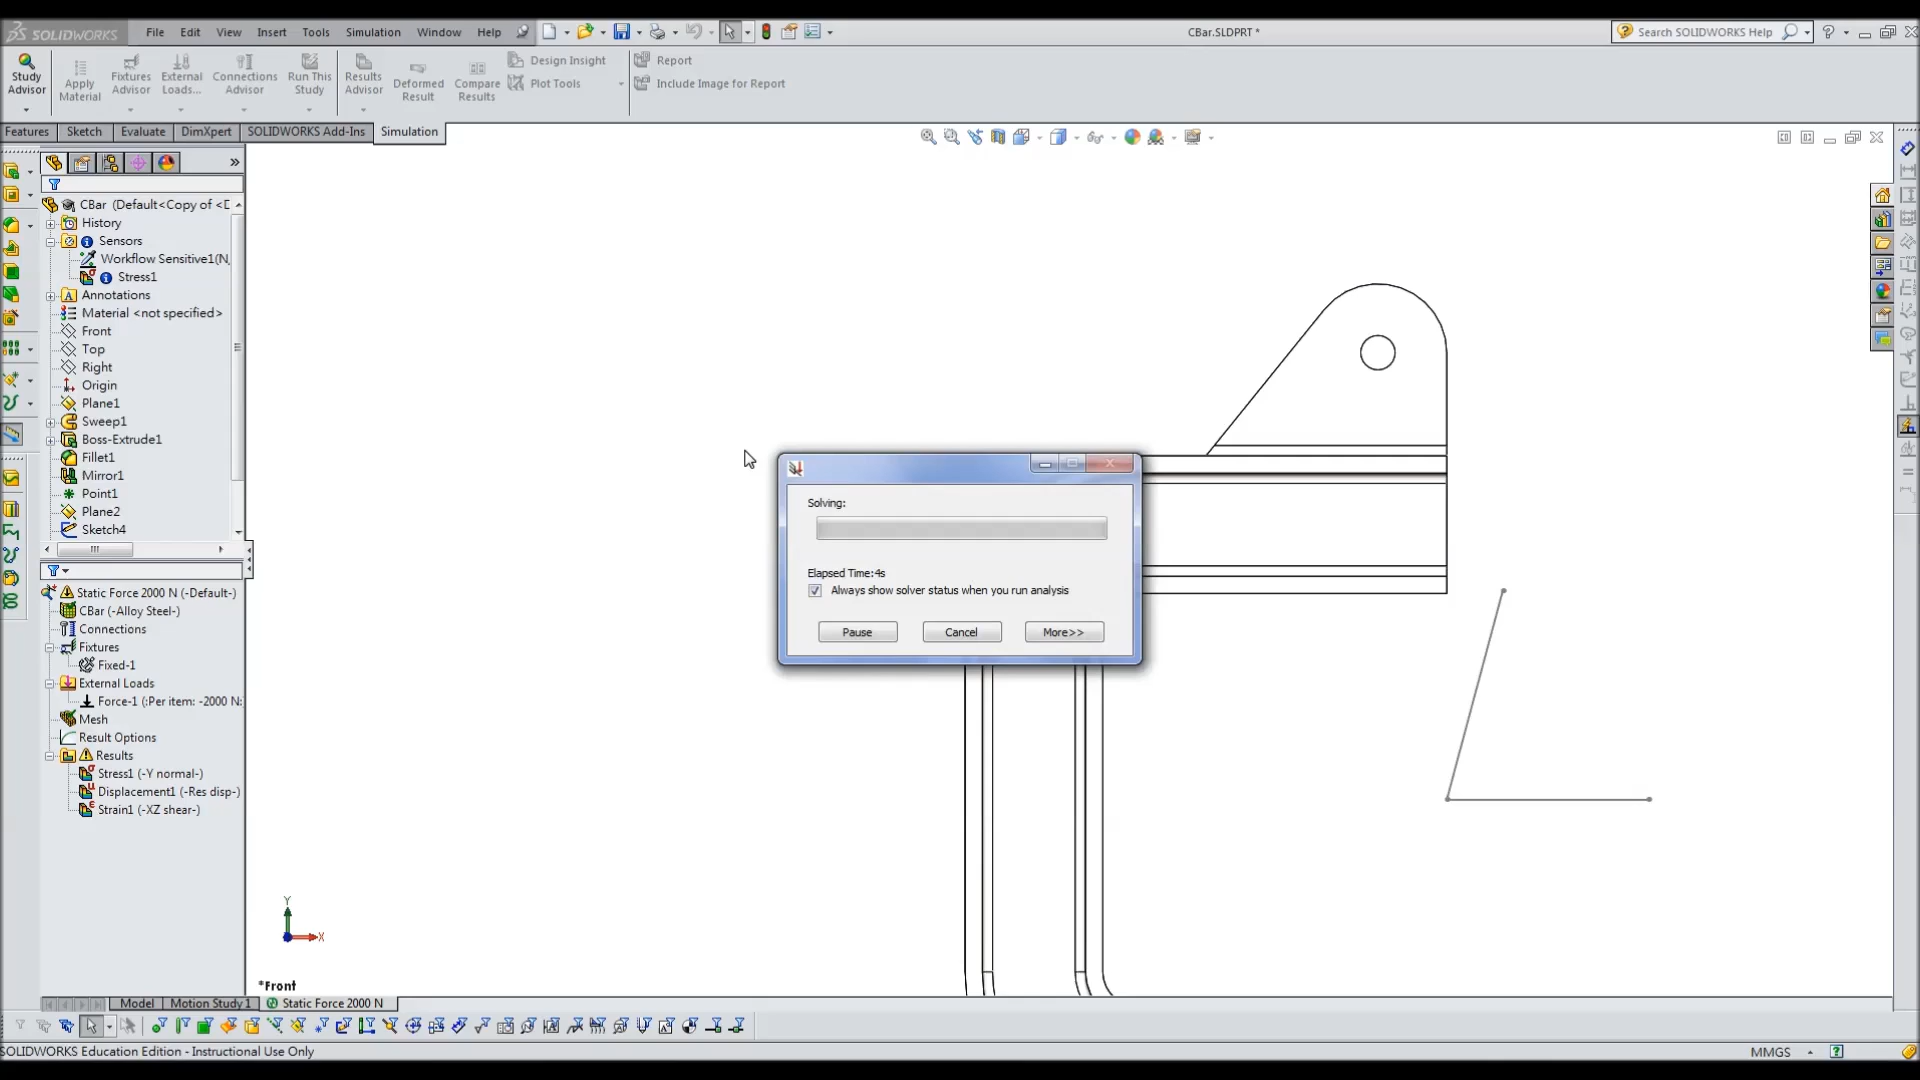 SOLIDWORKS File Edit View Insert Tools Simulation Window Help CBar.SLDPRT * Search SOLIDWORKS Help
Study Advisor
Apply Material
Fixtures Advisor
External Loads...
Connections Advisor
Run This Study
Results Advisor
Deformed Result
Compare Results
Design Insight
Plot Tools
Report
Include Image for Report
Features Sketch Evaluate DimXpert SOLIDWORKS Add-Ins Simulation
CBar (Default<Copy of <D
History
Sensors
Workflow Sensitive1(N,
Stress1
Annotations
Material <not specified>
Front
Top
Right
Origin
Plane1
Sweep1
Boss-Extrude1
Fillet1
Mirror1
Point1
Plane2
Sketch4
Static Force 2000 N (-Default-)
CBar (-Alloy Steel-)
Connections
Fixtures
Fixed-1
External Loads
Force-1 (:Per item: -2000 N:
Mesh
Result Options
Results
Stress1 (-Y normal-)
Displacement1 (-Res disp-)
Strain1 (-XZ shear-)
Solving:
Elapsed Time:4s
Always show solver status when you run analysis
Pause Cancel More>>
Y
X
*Front
Model Motion Study 1 Static Force 2000 N
SOLIDWORKS Education Edition - Instructional Use Only MMGS